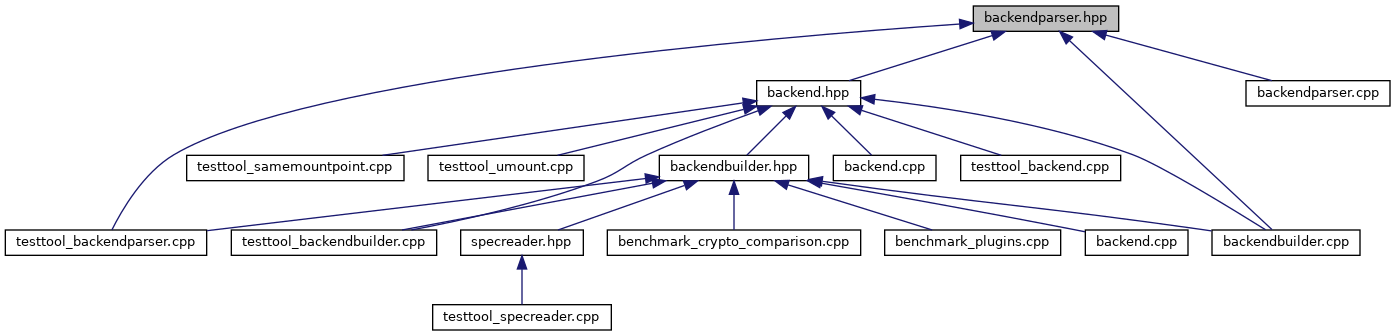 backendparser.hpp
backend.hpp
backendparser.cpp
testtool_samemountpoint.cpp
testtool_umount.cpp
backendbuilder.hpp
backend.cpp
testtool_backend.cpp
testtool_backendparser.cpp
testtool_backendbuilder.cpp
specreader.hpp
benchmark_crypto_comparison.cpp
benchmark_plugins.cpp
backend.cpp
backendbuilder.cpp
testtool_specreader.cpp